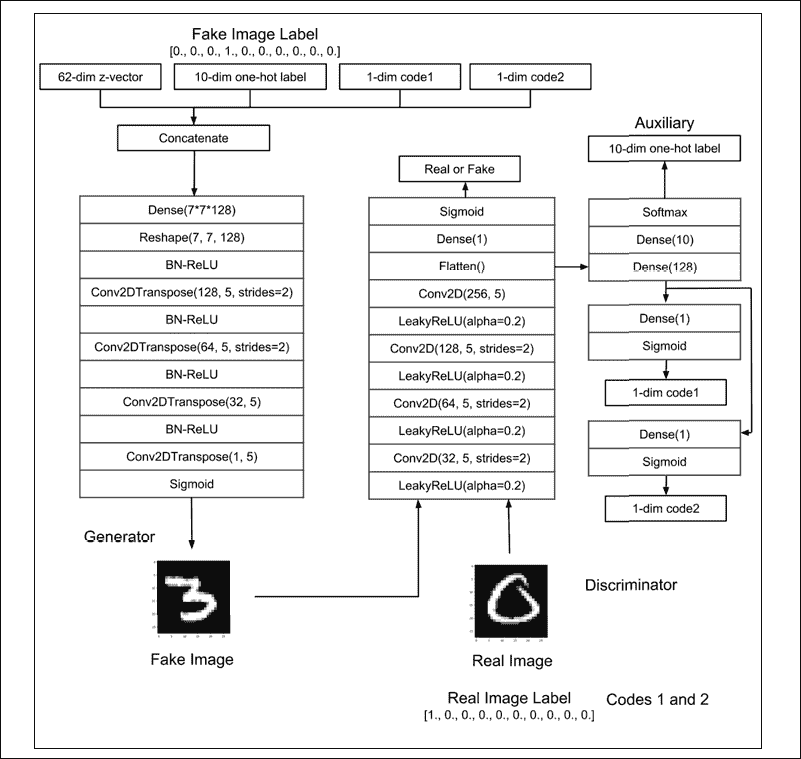 Fake Image Label
[0., 0., 0., 1., 0., 0., 0., 0., 0., 0.]
62-dim z-vector
10-dim one-hot label
1-dim code1
1-dim code2
Concatenate
Dense(7*7*128)
Reshape(7, 7, 128)
BN-ReLU
Conv2DTranspose(128, 5, strides=2)
BN-ReLU
Conv2DTranspose(64, 5, strides=2)
BN-ReLU
Conv2DTranspose(32, 5)
BN-ReLU
Conv2DTranspose(1, 5)
Sigmoid
Generator
Fake Image
Real or Fake
Sigmoid
Dense(1)
Flatten()
Conv2D(256, 5)
LeakyReLU(alpha=0.2)
Conv2D(128, 5, strides=2)
LeakyReLU(alpha=0.2)
Conv2D(64, 5, strides=2)
LeakyReLU(alpha=0.2)
Conv2D(32, 5, strides=2)
LeakyReLU(alpha=0.2)
Real Image
Auxiliary
10-dim one-hot label
Softmax
Dense(10)
Dense(128)
Dense(1)
Sigmoid
1-dim code1
Dense(1)
Sigmoid
1-dim code2
Discriminator
Real Image Label
[1., 0., 0., 0., 0., 0., 0., 0., 0., 0.]
Codes 1 and 2